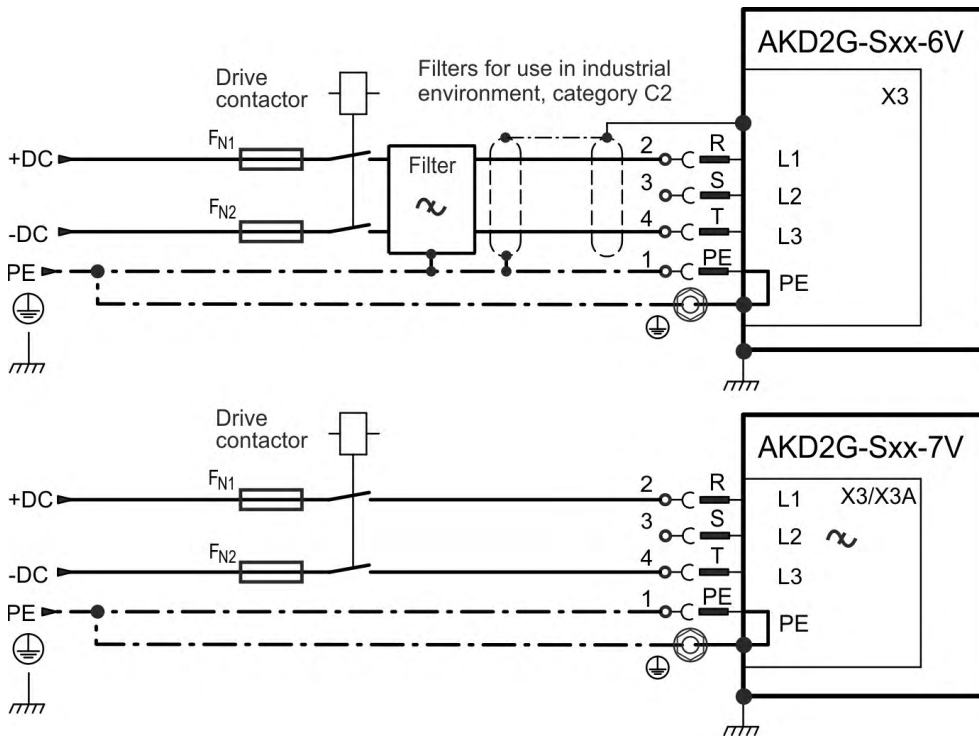 AKD2G-Sxx-6V
Drive
contactor
Filters for use in industrial
environment, category C2
X3
FN1
+DC
Filter
2
R
L1
3
S
L2
FN2
-DC
4
T
L3
PE
1
PE
PE
Drive
contactor
AKD2G-Sxx-7V
FN1
+DC
2
R
L1
X3/X3A
3
S
L2
FN2
-DC
4
T
L3
PE
1
PE
PE